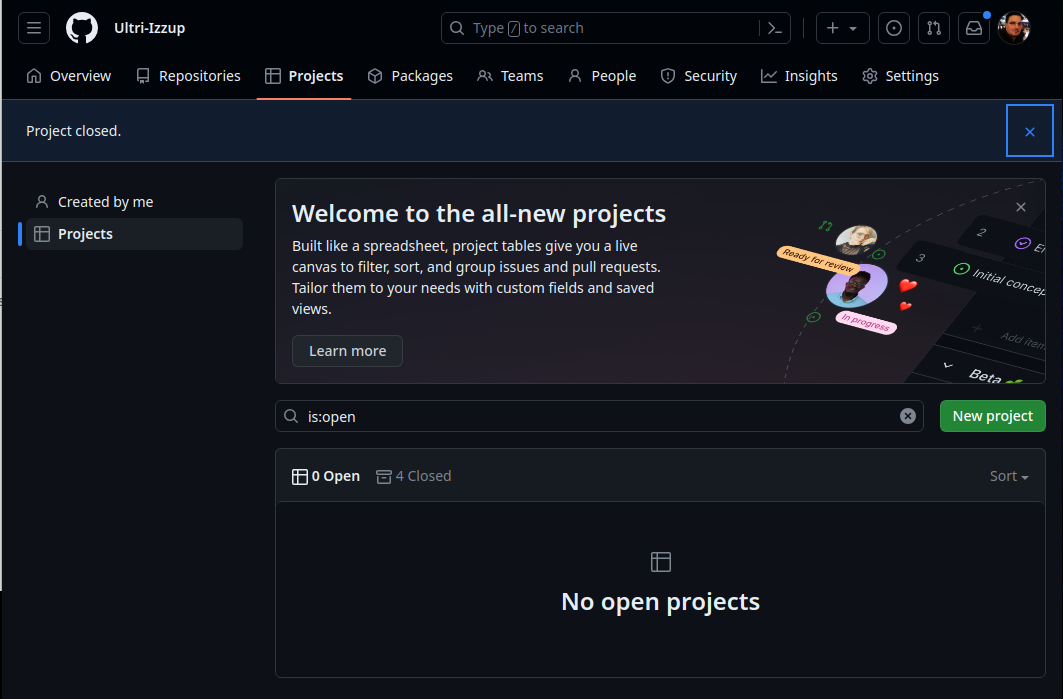 Ultri-Izzup
Type / to search
Overview
Repositories
Projects
Packages
Teams
People
Security
Insights
Settings
Project closed.
Created by me
Projects
Welcome to the all-new projects
Built like a spreadsheet, project tables give you a live
canvas to filter, sort, and group issues and pull requests.
Tailor them to your needs with custom fields and saved
views.
Learn more
Ready for review
In progress
2
3
Initial concep
Add item
Beta
is:open
New project
0 Open
4 Closed
Sort
No open projects